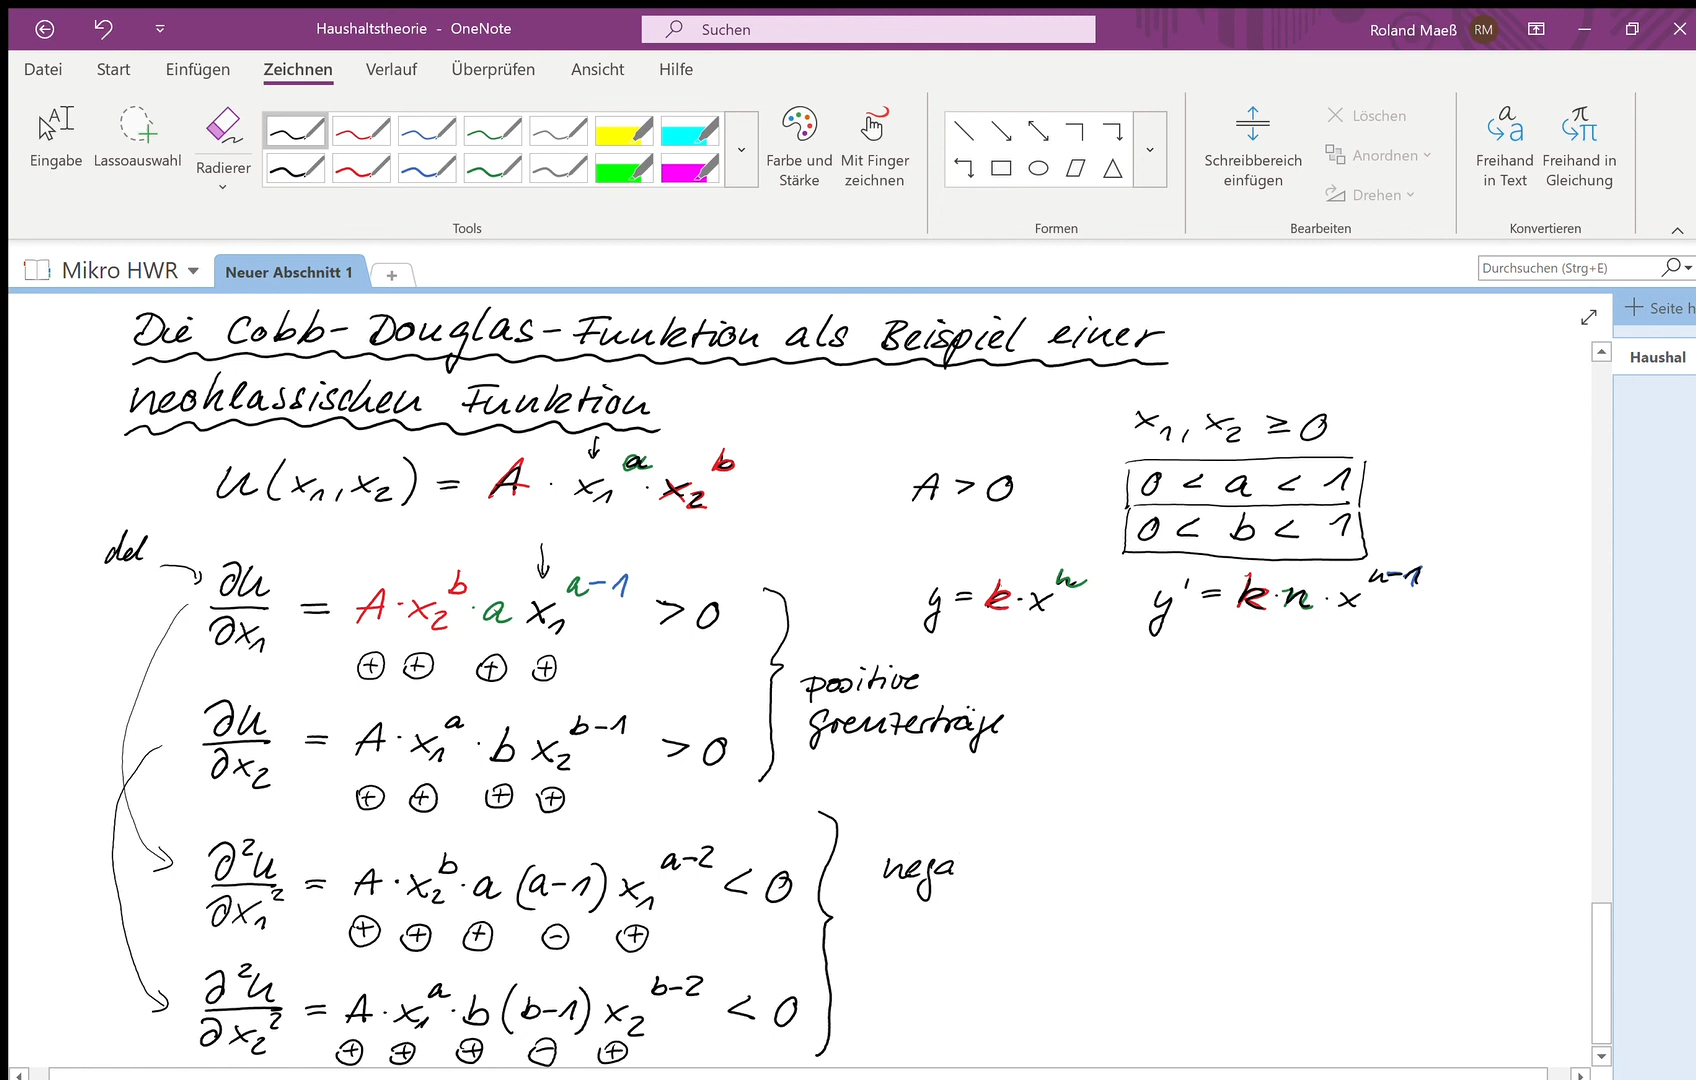 Haushaltstheorie - OneNote
Suchen
Roland Maeß RM
Datei Start Einfügen Zeichnen Verlauf Überprüfen Ansicht Hilfe
Eingabe
Lassoauswahl
Radierer
Farbe und Stärke
Mit Finger zeichnen
Schreibbereich einfügen
Löschen
Anordnen
Drehen
Freihand in Text
Freihand in Gleichung
Tools Formen Bearbeiten Konvertieren
Mikro HWR Neuer Abschnitt 1 +
Durchsuchen (Strg+E)
Seite h
Haushal
Die Cobb-Douglas-Funktion als Beispiel einer
neoklassischen Funktion
x₁, x₂ ≥ 0
u(x₁,x₂) = A · x₁^a · x₂^b A > 0 0 < a < 1
0 < b < 1
del
∂u/∂x₁ = A · x₂^b · a x₁^(a-1) > 0 y = k · x^n y' = k · n · x^(n-1)
⊕ ⊕ ⊕ ⊕
positive
Grenzerträge
∂u/∂x₂ = A · x₁^a · b x₂^(b-1) > 0
⊕ ⊕ ⊕ ⊕
∂²u/∂x₁² = A · x₂^b · a (a-1) x₁^(a-2) < 0 nega
⊕ ⊕ ⊕ ⊖ ⊕
∂²u/∂x₂² = A · x₁^a · b (b-1) x₂^(b-2) < 0
⊕ ⊕ ⊕ ⊖ ⊕